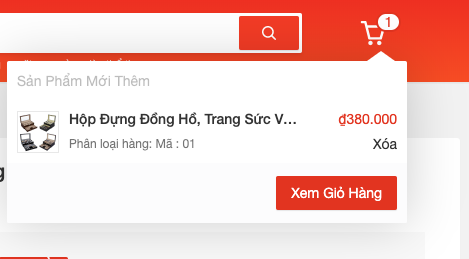 1
Sản Phẩm Mới Thêm
Hộp Đựng Đồng Hồ, Trang Sức V...
₫380.000
Phân loại hàng: Mã : 01
Xóa
Xem Giỏ Hàng